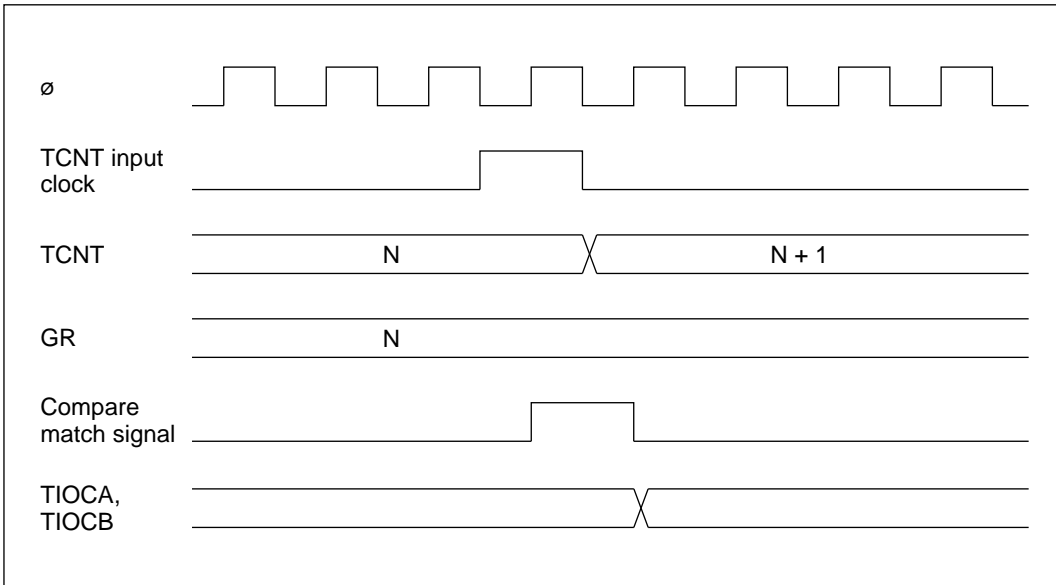 ø
TCNT input
clock
TCNT
N
N + 1
GR
N
Compare
match signal
TIOCA,
TIOCB